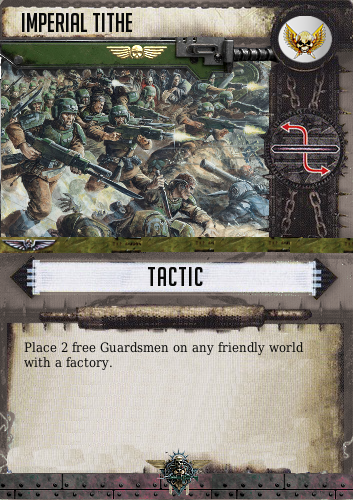 IMPERIAL TITHE
TACTIC
Place 2 free Guardsmen on any friendly world
with a factory.